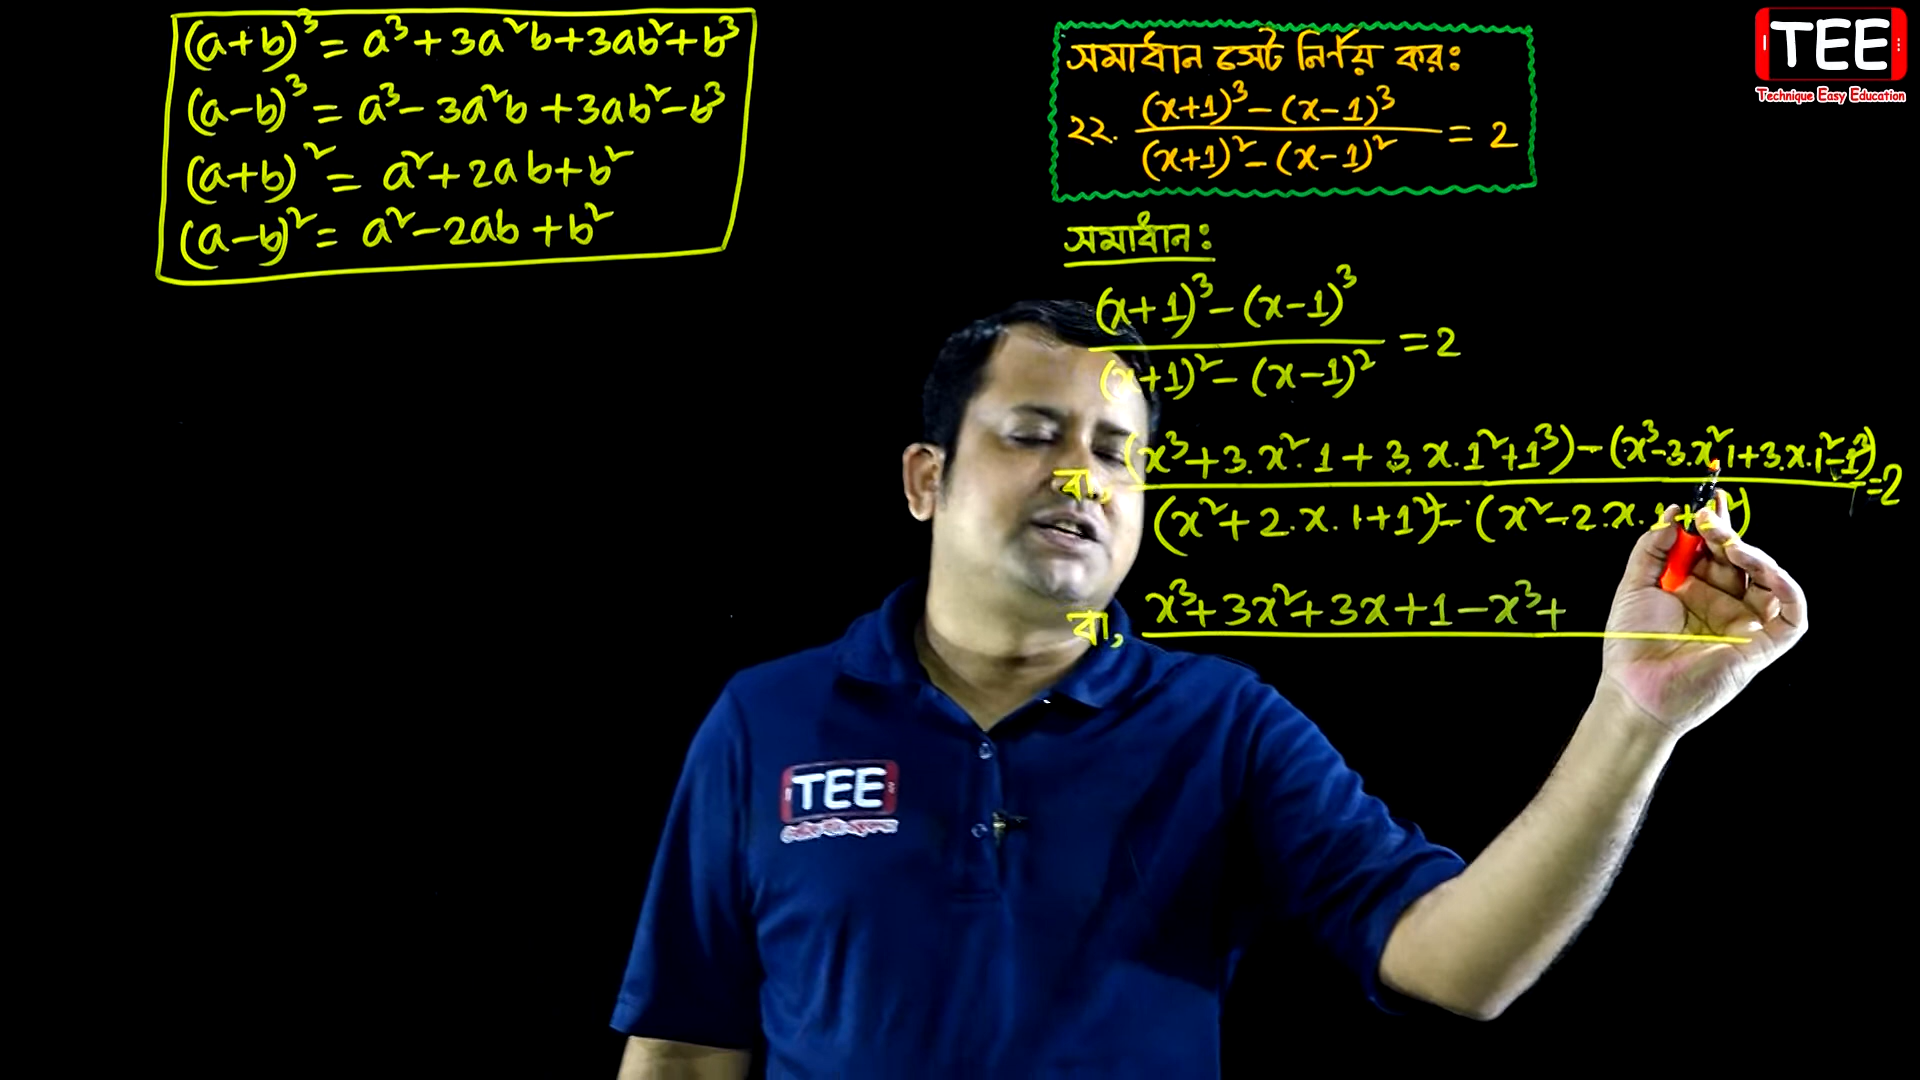 (a+b)³ = a³+3a²b+3ab²+b³
(a-b)³ = a³-3a²b+3ab²-b³
(a+b)² = a²+2ab+b²
(a-b)² = a²-2ab+b²
সমাধান সেট নির্ণয় কর:
২২. ((x+1)³-(x-1)³)/((x+1)²-(x-1)²) = 2
TEE
Technique Easy Education
সমাধান:
((x+1)³-(x-1)³)/((x+1)²-(x-1)²) = 2
বা, ((x³+3.x².1+3.x.1²+1³)-(x³-3.x².1+3.x.1²-1³))/((x²+2.x.1+1²)-(x²-2.x.1+1²)) = 2
বা, x³+3x²+3x+1-x³+
TEE